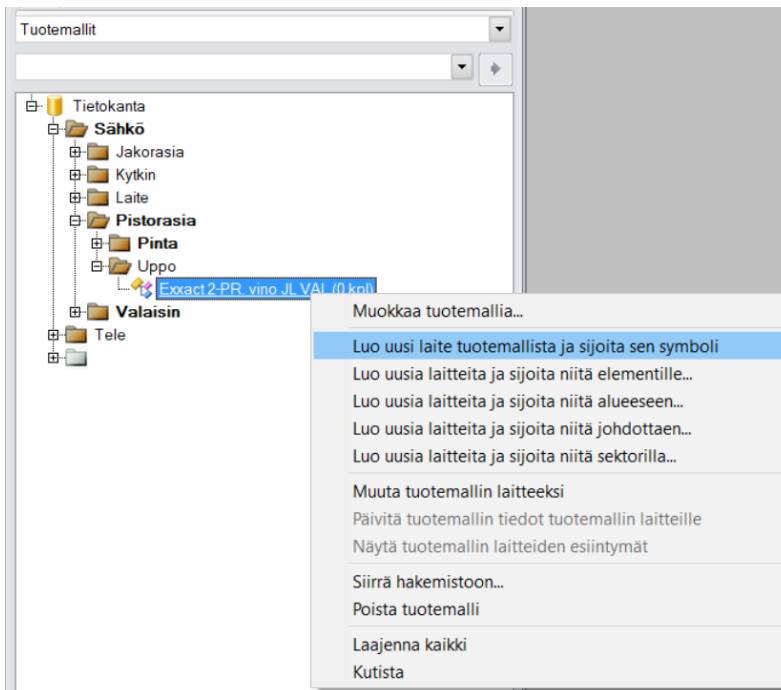 Tuotemallit
Tietokanta
Sähkö
Jakorasia
Kytkin
Laite
Pistorasia
Pinta
Uppo
Exxact 2-PR. vino JL VAL (0 kpl)
Valaisin
Tele
Muokkaa tuotemallia...
Luo uusi laite tuotemallista ja sijoita sen symboli
Luo uusia laitteita ja sijoita niitä elementille...
Luo uusia laitteita ja sijoita niitä alueeseen...
Luo uusia laitteita ja sijoita niitä johdottaen...
Luo uusia laitteita ja sijoita niitä sektorilla...
Muuta tuotemallin laitteeksi
Päivitä tuotemallin tiedot tuotemallin laitteille
Näytä tuotemallin laitteiden esiintymät
Siirrä hakemistoon...
Poista tuotemalli
Laajenna kaikki
Kutista